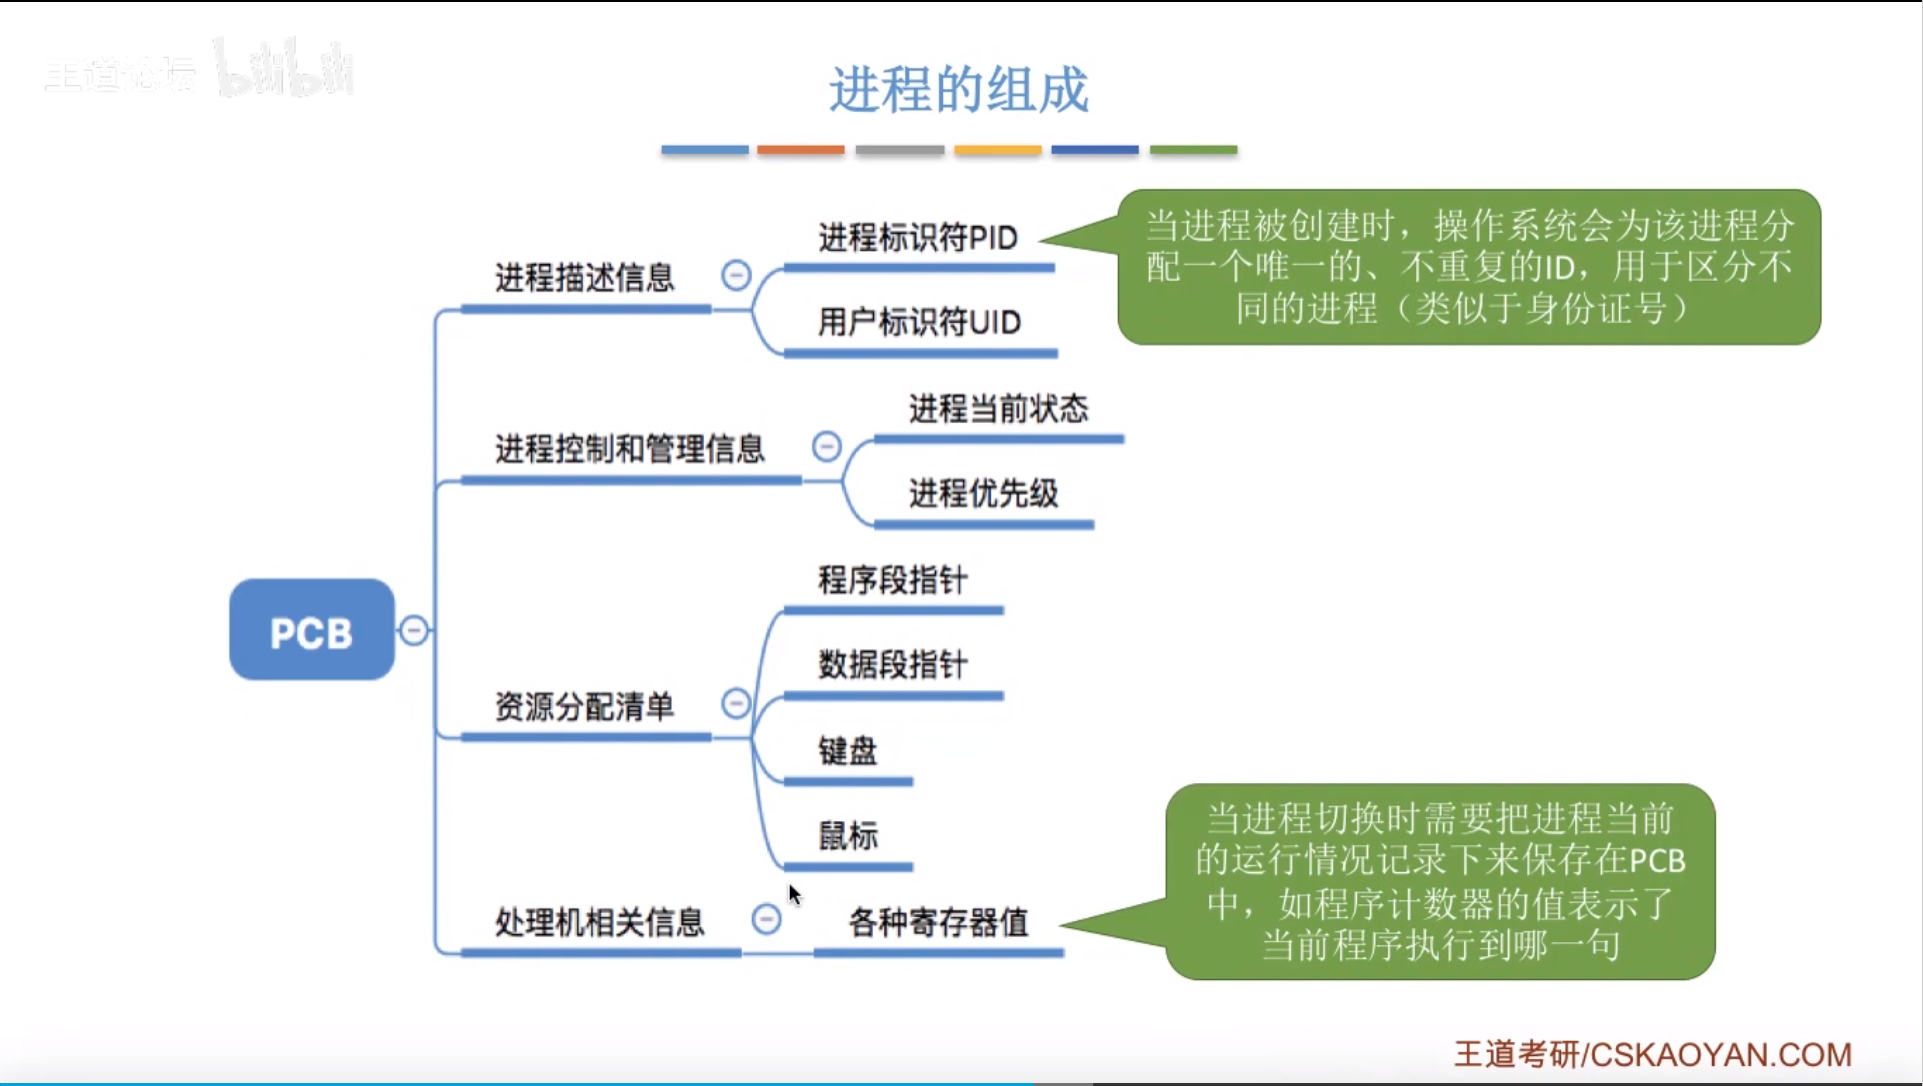 王道论坛 bilibili
进程的组成
进程描述信息
进程标识符PID
用户标识符UID
当进程被创建时，操作系统会为该进程分
配一个唯一的、不重复的ID，用于区分不
同的进程（类似于身份证号）
进程控制和管理信息
进程当前状态
进程优先级
PCB
资源分配清单
程序段指针
数据段指针
键盘
鼠标
处理机相关信息
各种寄存器值
当进程切换时需要把进程当前
的运行情况记录下来保存在PCB
中，如程序计数器的值表示了
当前程序执行到哪一句
王道考研/CSKAOYAN.COM